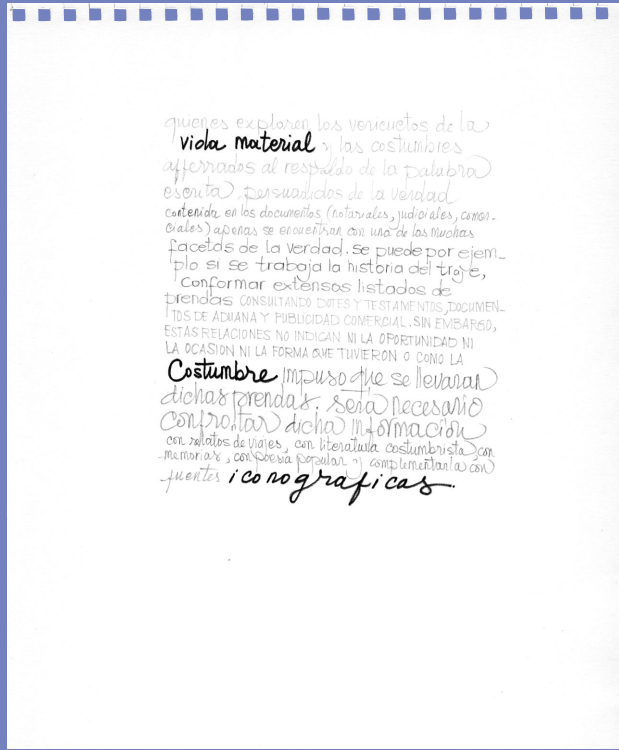 quienes exploren los vericuetos de la
vida material y las costumbres
afferrados al respaldo de la palabra
escrita, persuadidos de la verdad
contenida en los documentos (notariales, judiciales, comer-
ciales) apenas se encuentran con una de las muchas
facetas de la verdad. se puede por ejem-
plo si se trabaja la historia del traje,
Conformar extensos listados de
prendas CONSULTANDO DOTES Y TESTAMENTOS, DOCUMEN-
TOS DE ADUANA Y PUBLICIDAD COMERCIAL. SIN EMBARGO,
ESTAS RELACIONES NO INDICAN NI LA OPORTUNIDAD NI
LA OCASION NI LA FORMA QUE TUVIERON O COMO LA
Costumbre impuso que se llevaran
dichas prendas. será necesario
confrontar dicha información
con relatos de viajes, con literatura costumbrista, con
memorias, con poesía popular y complementarla con
fuentes iconograficas.